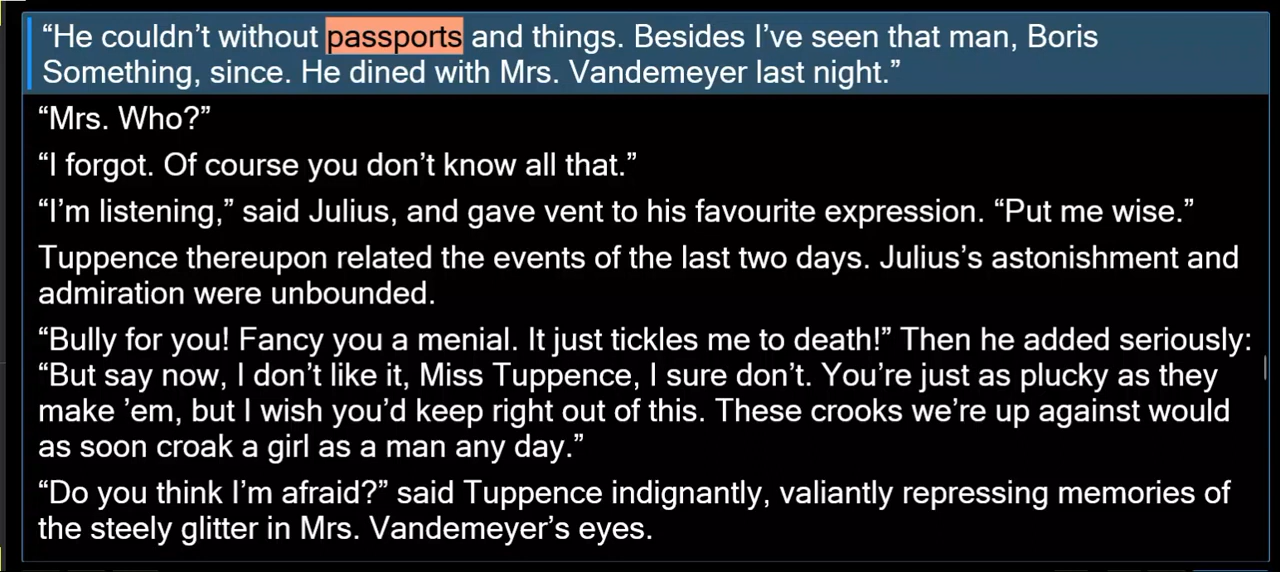 “He couldn’t without passports and things. Besides I’ve seen that man, Boris
Something, since. He dined with Mrs. Vandemeyer last night.”
“Mrs. Who?”
“I forgot. Of course you don’t know all that.”
“I’m listening,” said Julius, and gave vent to his favourite expression. “Put me wise.”
Tuppence thereupon related the events of the last two days. Julius’s astonishment and
admiration were unbounded.
“Bully for you! Fancy you a menial. It just tickles me to death!” Then he added seriously:
“But say now, I don’t like it, Miss Tuppence, I sure don’t. You’re just as plucky as they
make ’em, but I wish you’d keep right out of this. These crooks we’re up against would
as soon croak a girl as a man any day.”
“Do you think I’m afraid?” said Tuppence indignantly, valiantly repressing memories of
the steely glitter in Mrs. Vandemeyer’s eyes.